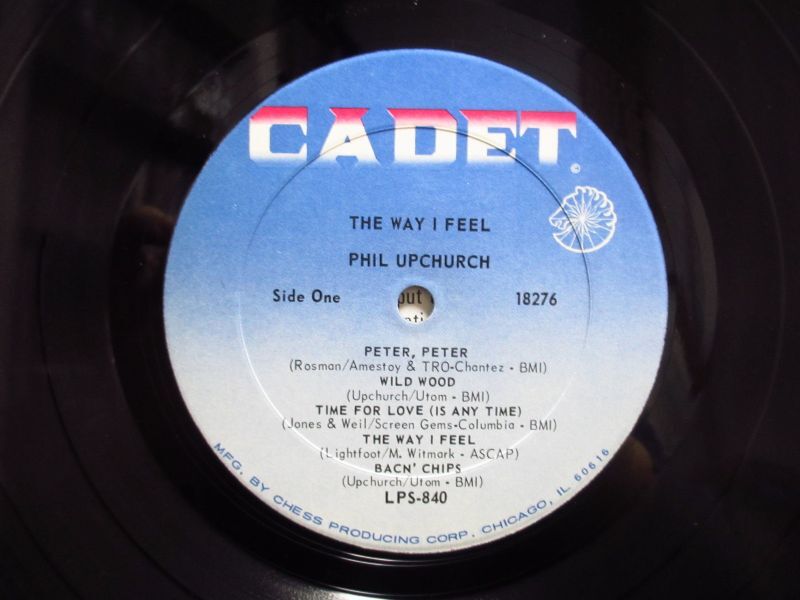 CADET
©
THE WAY I FEEL
PHIL UPCHURCH
Side One 18276
PETER, PETER
(Rosman/Amestoy & TRO-Chantez - BMI)
WILD WOOD
(Upchurch/Utom - BMI)
TIME FOR LOVE (IS ANY TIME)
(Jones & Weil/Screen Gems-Columbia - BMI)
THE WAY I FEEL
(Lightfoot/M. Witmark - ASCAP)
BACN' CHIPS
(Upchurch/Utom - BMI)
LPS-840
MFG. BY CHESS PRODUCING CORP. CHICAGO, IL 60616